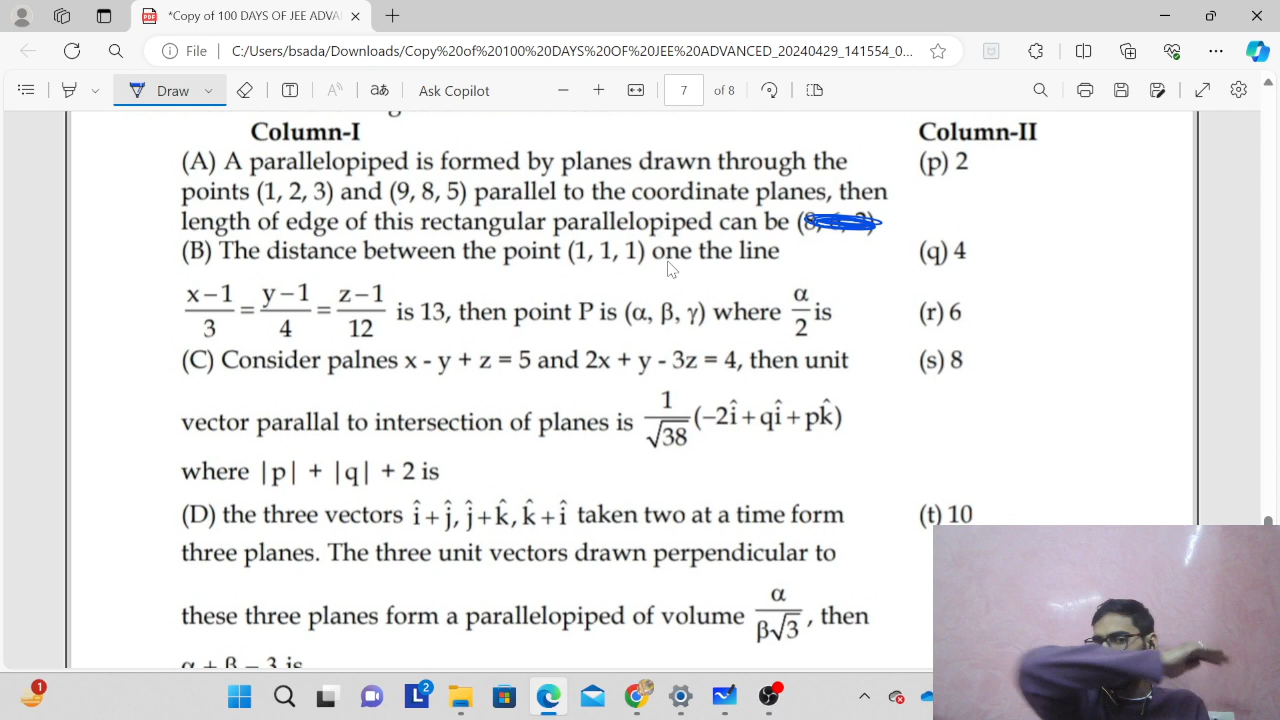 *Copy of 100 DAYS OF JEE ADVA
File C:/Users/bsada/Downloads/Copy%20of%20100%20DAYS%20OF%20JEE%20ADVANCED_20240429_141554_0...
Draw Ask Copilot 7 of 8
Column-I Column-II
(A) A parallelopiped is formed by planes drawn through the (p) 2
points (1, 2, 3) and (9, 8, 5) parallel to the coordinate planes, then
length of edge of this rectangular parallelopiped can be
(B) The distance between the point (1, 1, 1) one the line (q) 4
x−1/3 = y−1/4 = z−1/12 is 13, then point P is (α, β, γ) where α/2 is (r) 6
(C) Consider palnes x - y + z = 5 and 2x + y - 3z = 4, then unit (s) 8
vector parallal to intersection of planes is 1/√38 (−2î + qî + pk̂)
where |p| + |q| + 2 is
(D) the three vectors î + ĵ, ĵ + k̂, k̂ + î taken two at a time form (t) 10
three planes. The three unit vectors drawn perpendicular to
these three planes form a parallelopiped of volume α/β√3 , then
α + β − 3 is
1
2